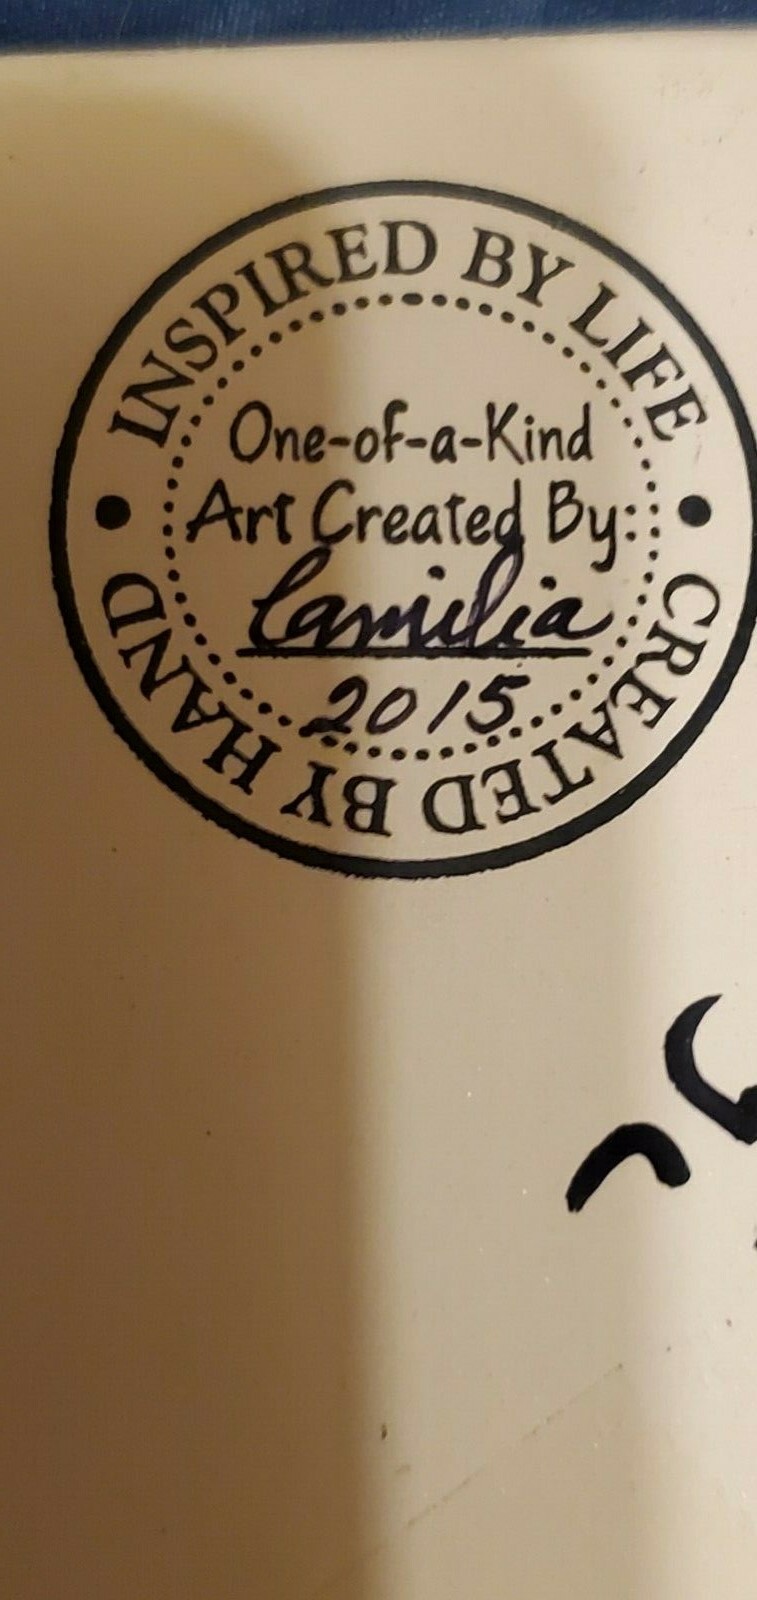 INSPIRED BY LIFE
One-of-a-Kind
Art Created By:
Camilia
2015
CREATED BY HAND